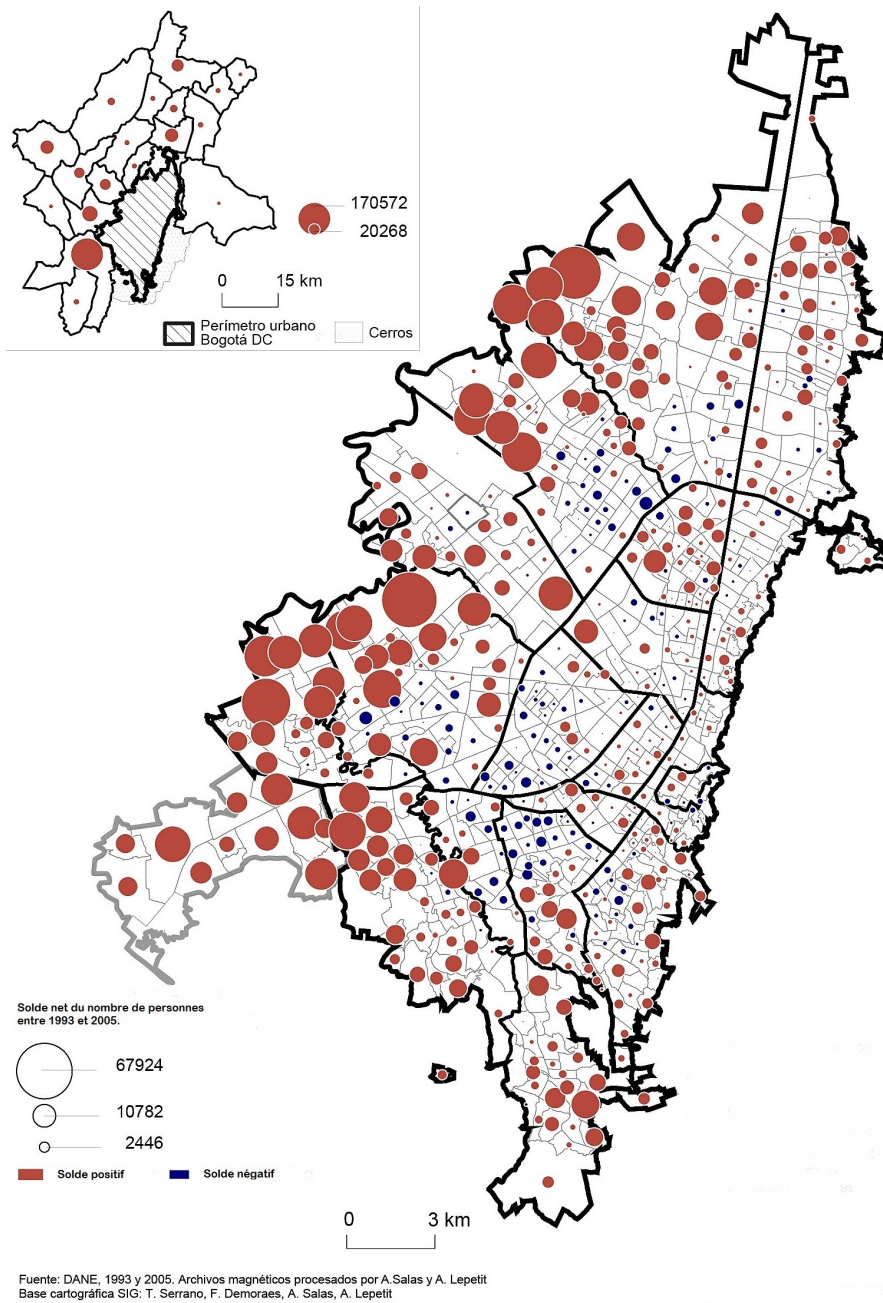 170572
20268
0 15 km
Perímetro urbano
Bogotá DC
Cerros
Solde net du nombre de personnes
entre 1993 et 2005.
67924
10782
2446
Solde positif Solde négatif
0 3 km
Fuente: DANE, 1993 y 2005. Archivos magnéticos procesados por A.Salas y A. Lepetit
Base cartográfica SIG: T. Serrano, F. Demoraes, A. Salas, A. Lepetit